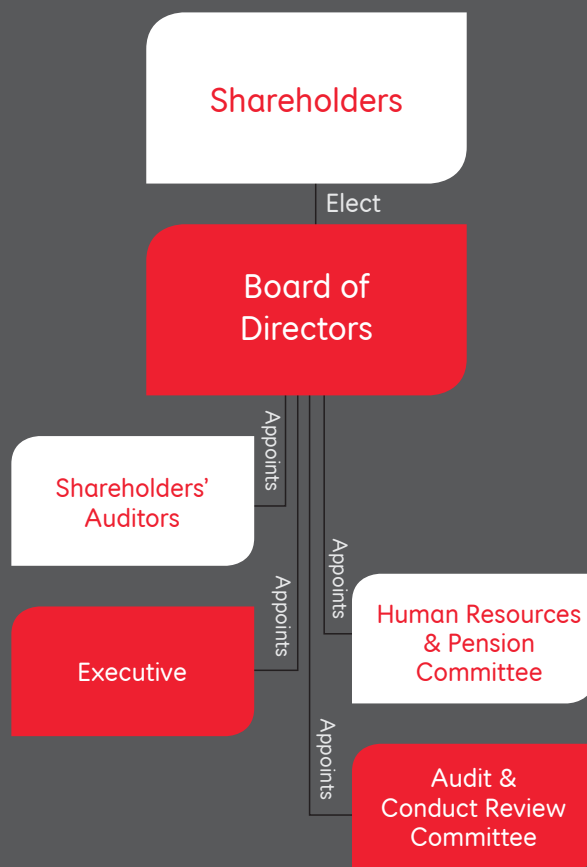 Shareholders
Elect
Board of
Directors
Appoints
Shareholders’
Auditors
Appoints
Human Resources
& Pension
Committee
Appoints
Executive
Appoints
Audit &
Conduct Review
Committee